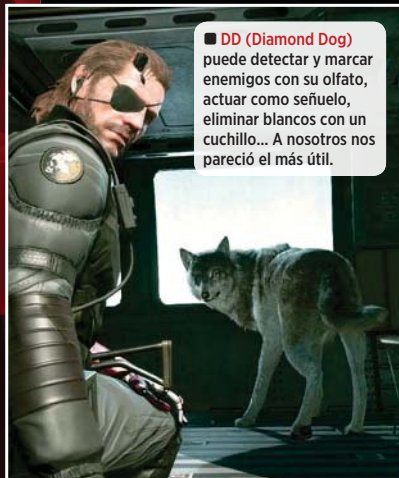 ■ DD (Diamond Dog)
puede detectar y marcar
enemigos con su olfato,
actuar como señuelo,
eliminar blancos con un
cuchillo... A nosotros nos
pareció el más útil.